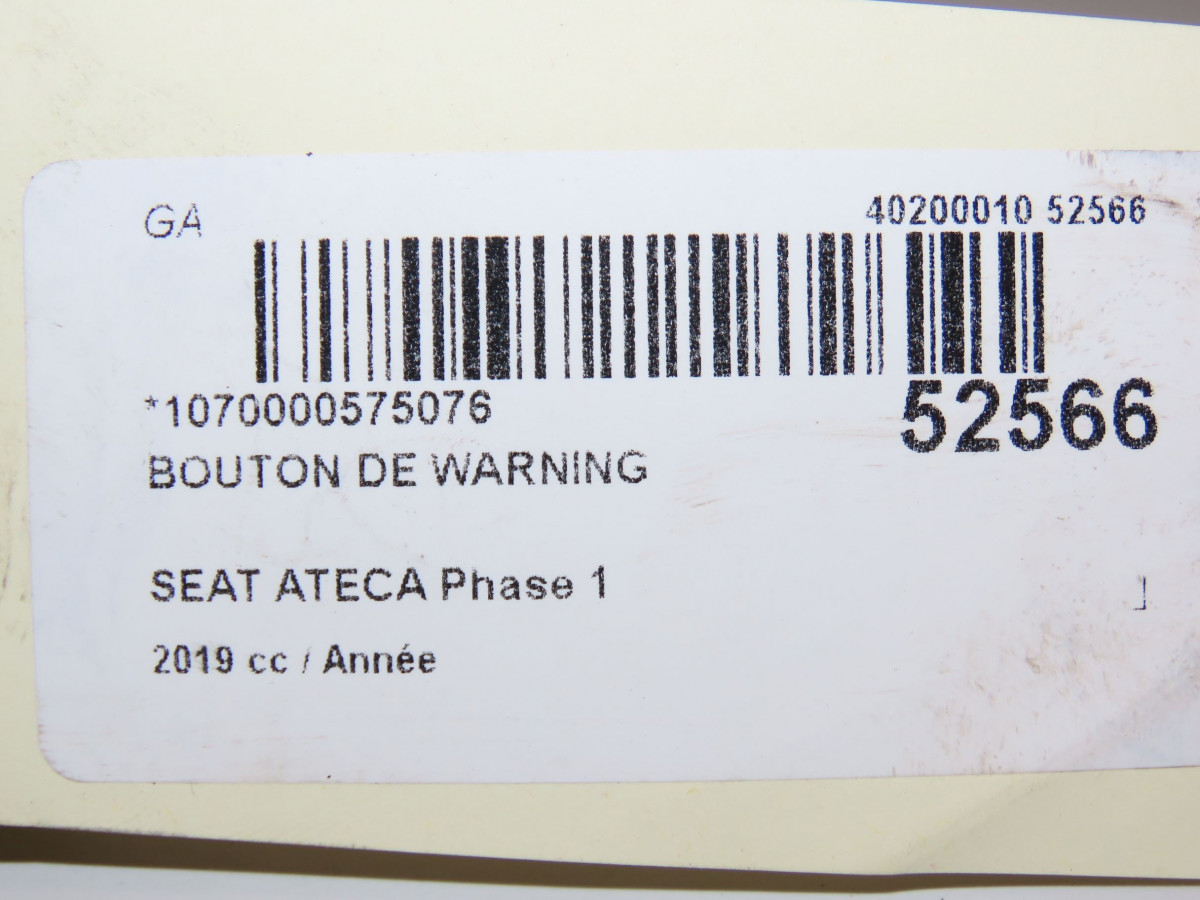 GA
40200010 52566
*1070000575076
52566
BOUTON DE WARNING
SEAT ATECA Phase 1
]
2019 cc / Année